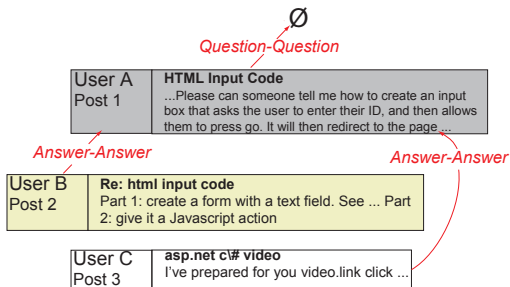 Ø
Question-Question
User A
Post 1
HTML Input Code
...Please can someone tell me how to create an input
box that asks the user to enter their ID, and then allows
them to press go. It will then redirect to the page ...
Answer-Answer
Answer-Answer
User B
Post 2
Re: html input code
Part 1: create a form with a text field. See ... Part
2: give it a Javascript action
User C
Post 3
asp.net c\# video
I've prepared for you video.link click ...